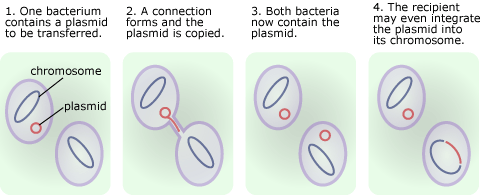 1. One bacterium
contains a plasmid
to be transferred.
2. A connection
forms and the
plasmid is copied.
3. Both bacteria
now contain the
plasmid.
4. The recipient
may even integrate
the plasmid into
its chromosome.
chromosome
plasmid